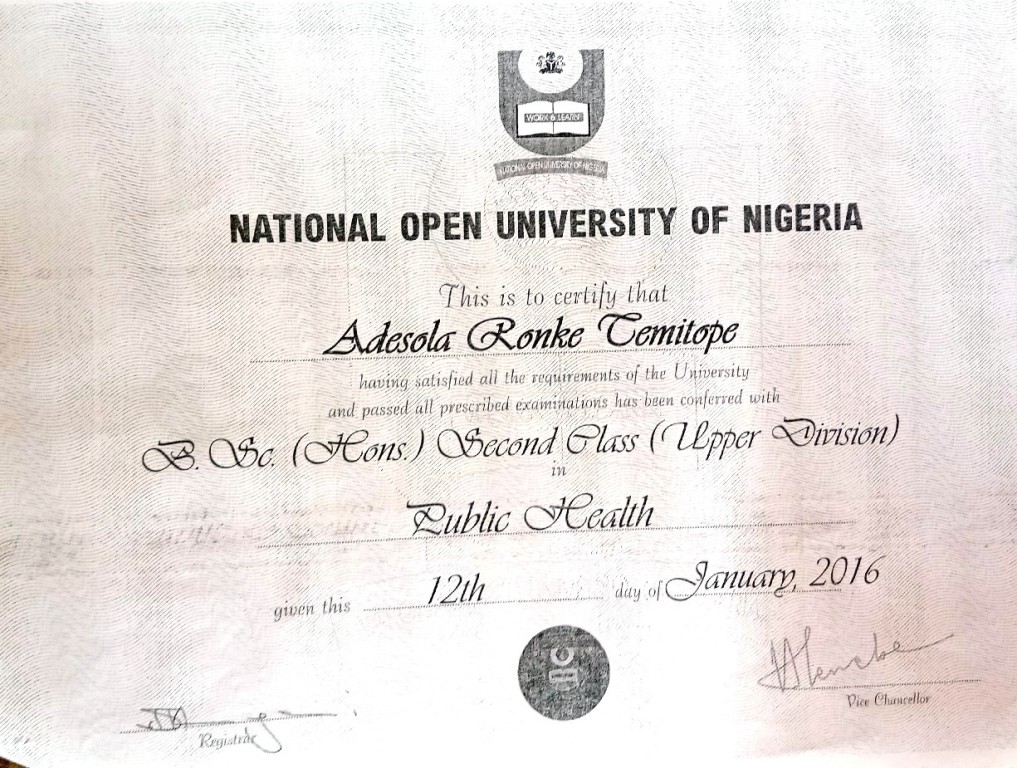 WORK & LEARN
NATIONAL OPEN UNIVERSITY OF NIGERIA
NATIONAL OPEN UNIVERSITY OF NIGERIA
This is to certify that
Adesola Ronke Temitope
having satisfied all the requirements of the University
and passed all prescribed examinations has been conferred with
B. Sc. (Hons.) Second Class (Upper Division)
in
Public Health
given this 12th day of January, 2016
Vice Chancellor
Registrar